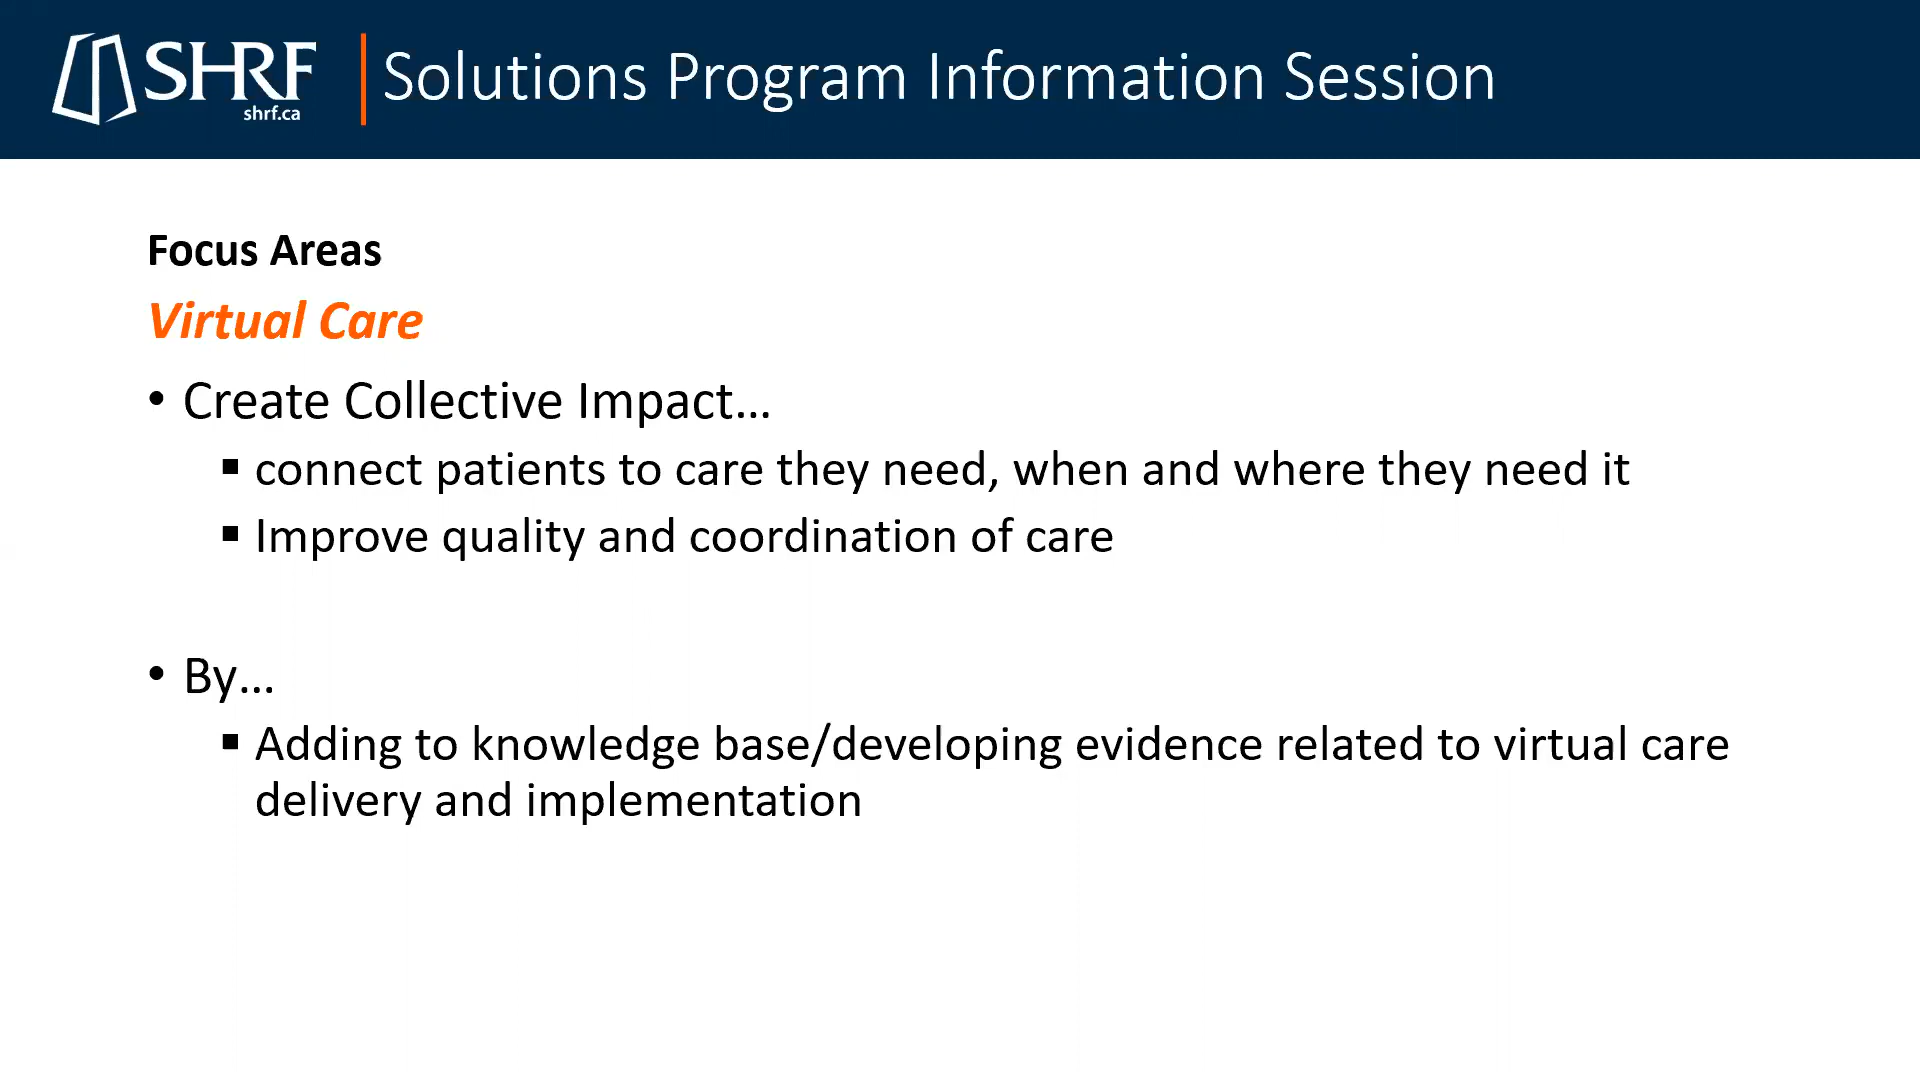 SHRF
shrf.ca
Solutions Program Information Session
Focus Areas
Virtual Care
• Create Collective Impact...
▪ connect patients to care they need, when and where they need it
▪ Improve quality and coordination of care
• By...
▪ Adding to knowledge base/developing evidence related to virtual care
delivery and implementation